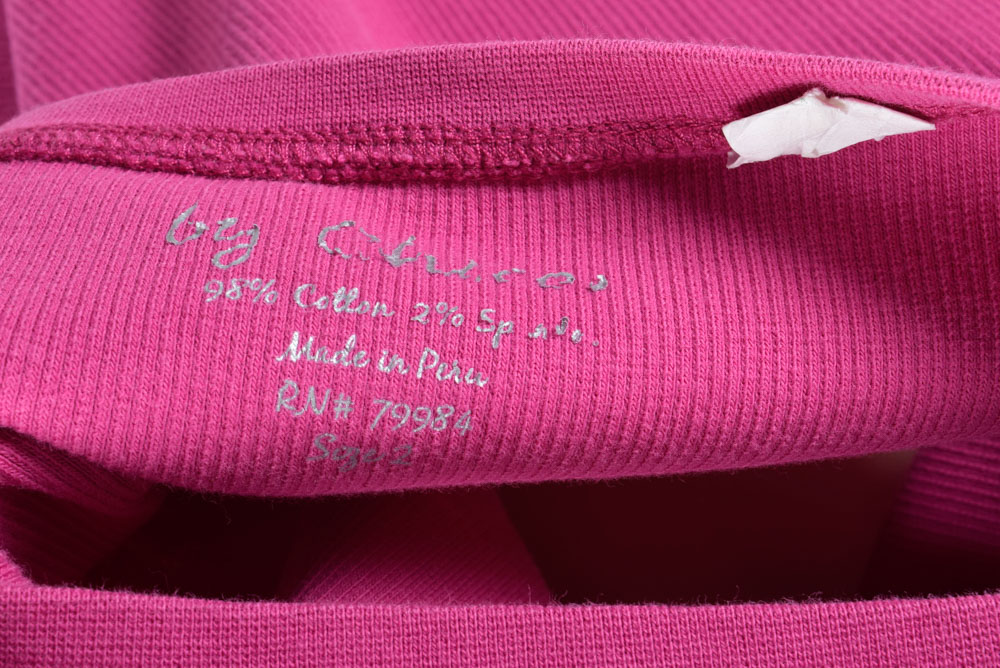 by
98% Cotton 2%
Made in Peru
RN# 79984
Size 2